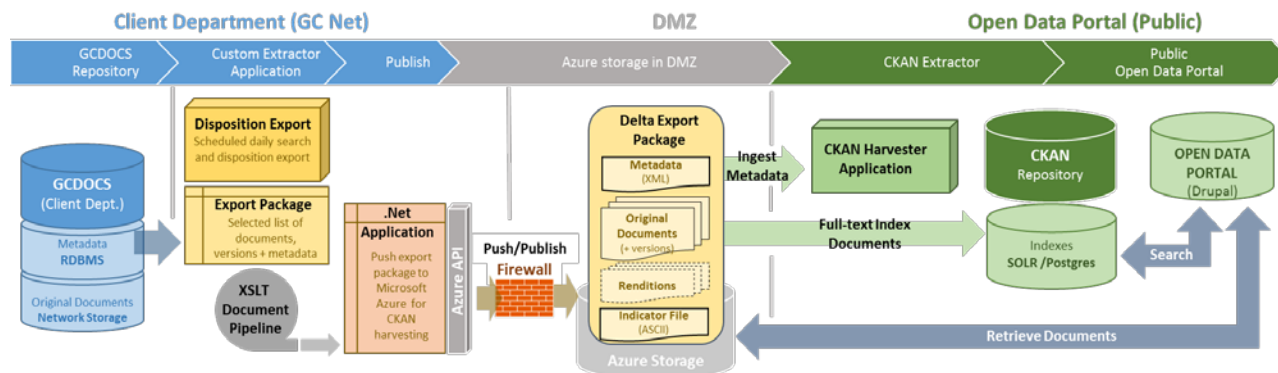 Client Department (GC Net)
DMZ
Open Data Portal (Public)
GCDOCS
Repository
Custom Extractor
Application
Publish
Azure storage in DMZ
CKAN Extractor
Public
Open Data Portal
GCDOCS
(Client Dept.)
Metadata
RDBMS
Original Documents
Network Storage
Disposition Export
Scheduled daily search
and disposition export
Export Package
Selected list of
documents,
versions + metadata
XSLT
Document
Pipeline
.Net
Application
Push export
package to
Microsoft
Azure for
CKAN
harvesting
Azure API
Push/Publish
Firewall
Delta Export
Package
Metadata
(XML)
Original
Documents
(+ versions)
Renditions
Indicator File
(ASCII)
Azure Storage
Ingest
Metadata
CKAN Harvester
Application
Full-text Index
Documents
CKAN
Repository
Indexes
SOLR /Postgres
OPEN DATA
PORTAL
(Drupal)
Search
Retrieve Documents